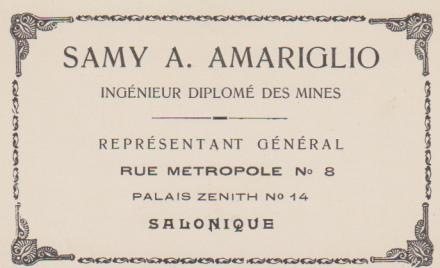 SAMY A. AMARIGLIO
INGÉNIEUR DIPLOMÉ DES MINES
REPRÉSENTANT GÉNÉRAL
RUE METROPOLE No 8
PALAIS ZENITH No 14
SALONIQUE